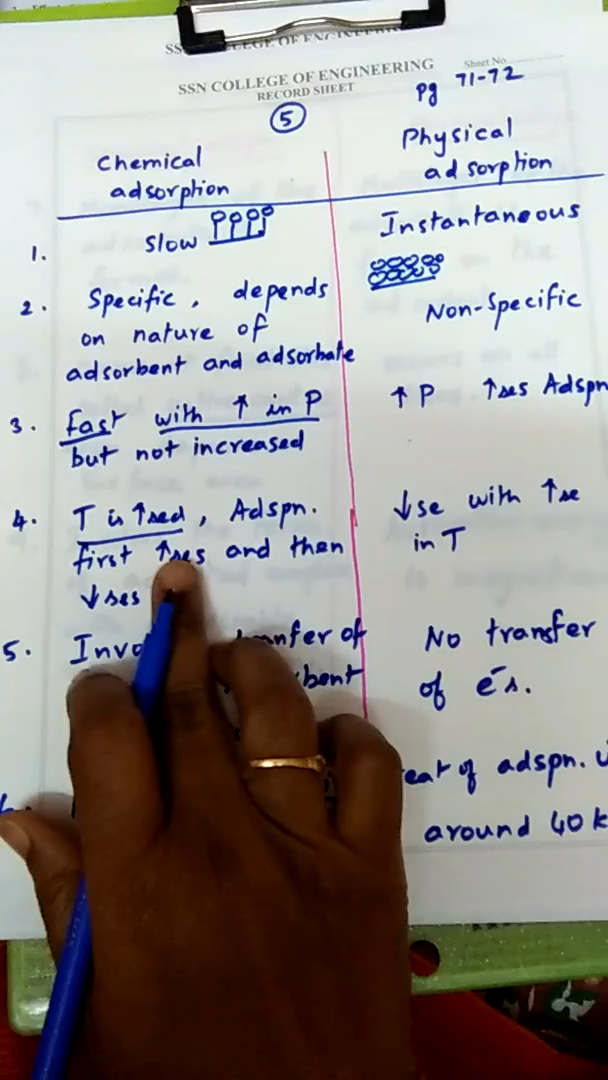 SSN COLLEGE OF ENGINEERING
RECORD SHEET
Sheet No.
Pg 71-72
5
Chemical
adsorption
Physical
adsorption
1. Slow
Instantaneous
2. Specific, depends
on nature of
adsorbent and adsorbate
Non-Specific
3. Fast with ↑ in P
but not increased
↑ P ↑ses Adspn
4. T is ↑sed, Adspn.
first ↑ses and then
↓ses
↓se with ↑se
in T
5.
of
No transfer
of e⁻s.
of adspn.
around 40 k